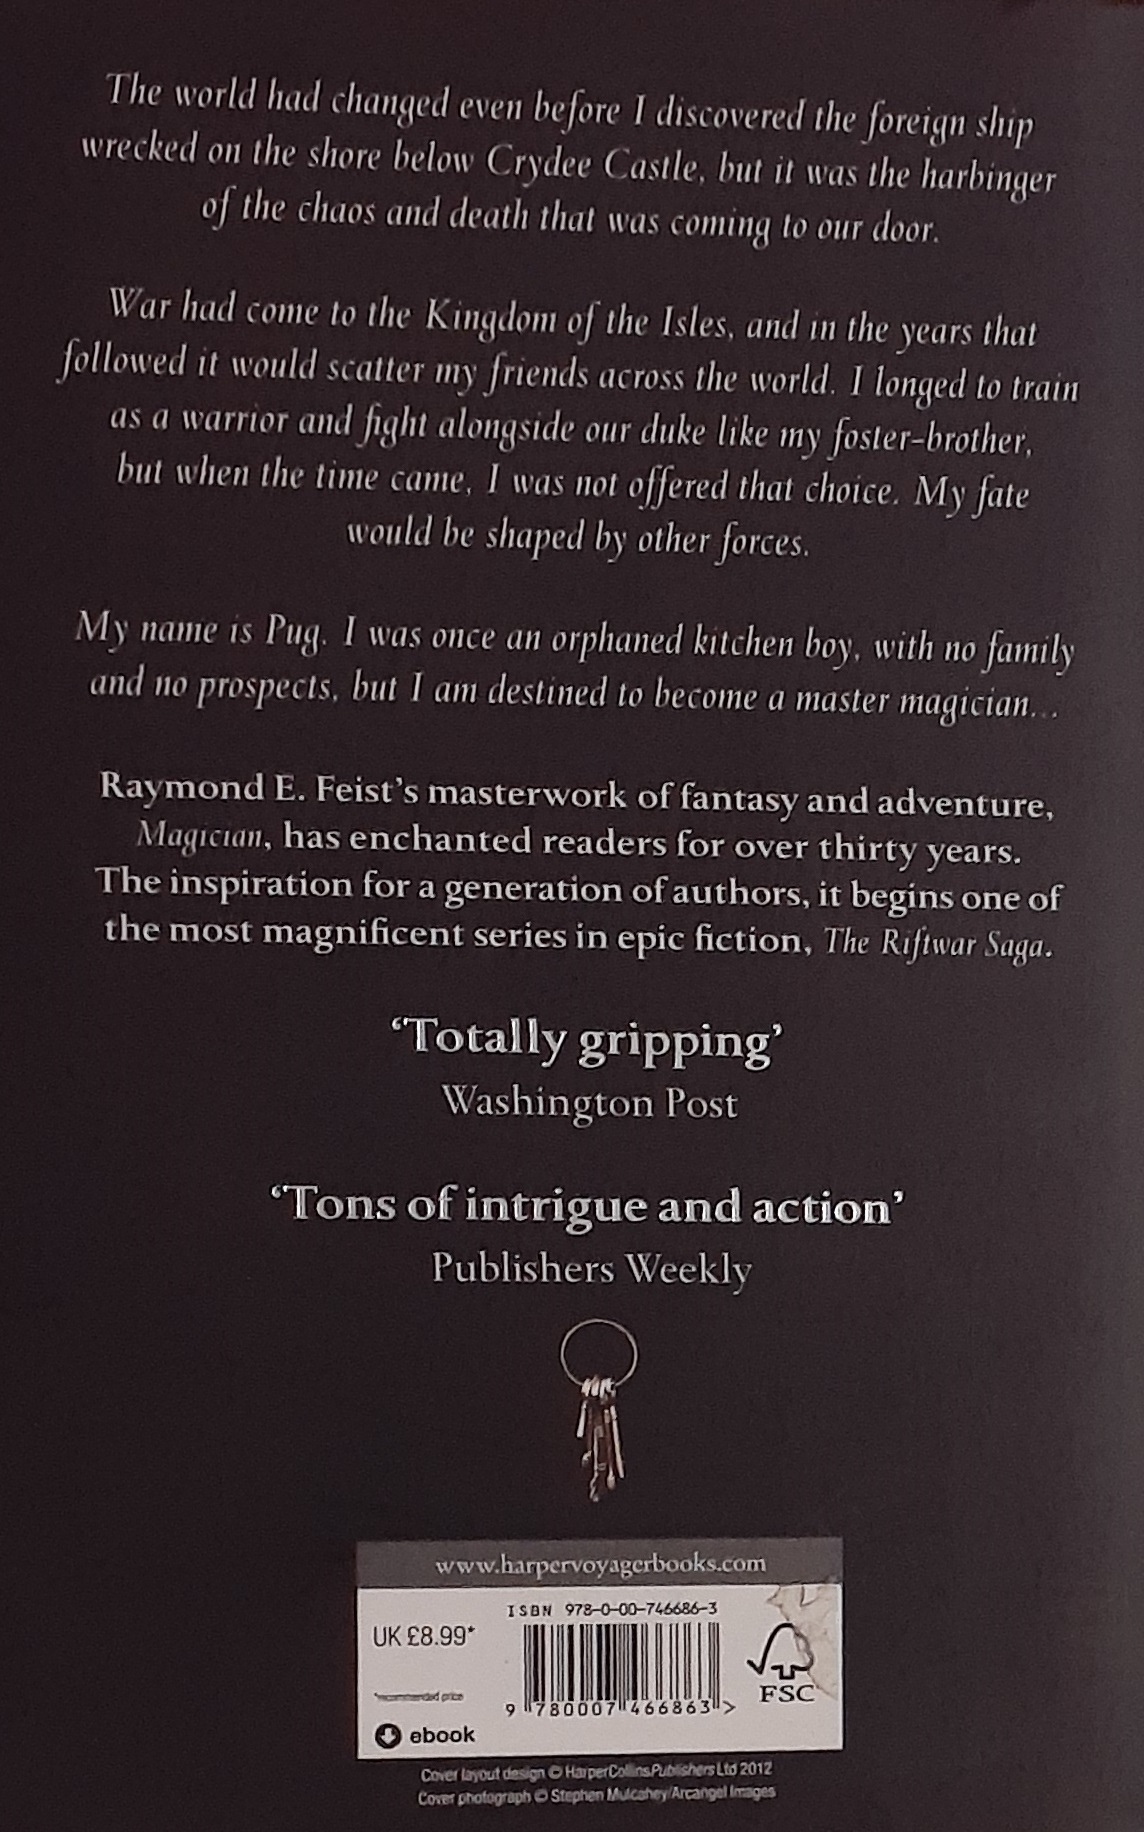 The world had changed even before I discovered the foreign ship
wrecked on the shore below Crydee Castle, but it was the harbinger
of the chaos and death that was coming to our door.
War had come to the Kingdom of the Isles, and in the years that
followed it would scatter my friends across the world. I longed to train
as a warrior and fight alongside our duke like my foster-brother,
but when the time came, I was not offered that choice. My fate
would be shaped by other forces.
My name is Pug. I was once an orphaned kitchen boy, with no family
and no prospects, but I am destined to become a master magician...
Raymond E. Feist's masterwork of fantasy and adventure,
Magician, has enchanted readers for over thirty years.
The inspiration for a generation of authors, it begins one of
the most magnificent series in epic fiction, The Riftwar Saga.
‘Totally gripping’
Washington Post
‘Tons of intrigue and action’
Publishers Weekly
www.harpervoyagerbooks.com
ISBN 978-0-00-746686-3
UK £8.99*
*recommended price
ebook
9 780007 466863 >
FSC
Cover layout design © HarperCollinsPublishers Ltd 2012
Cover photograph © Stephen Mulcahey/Arcangel Images